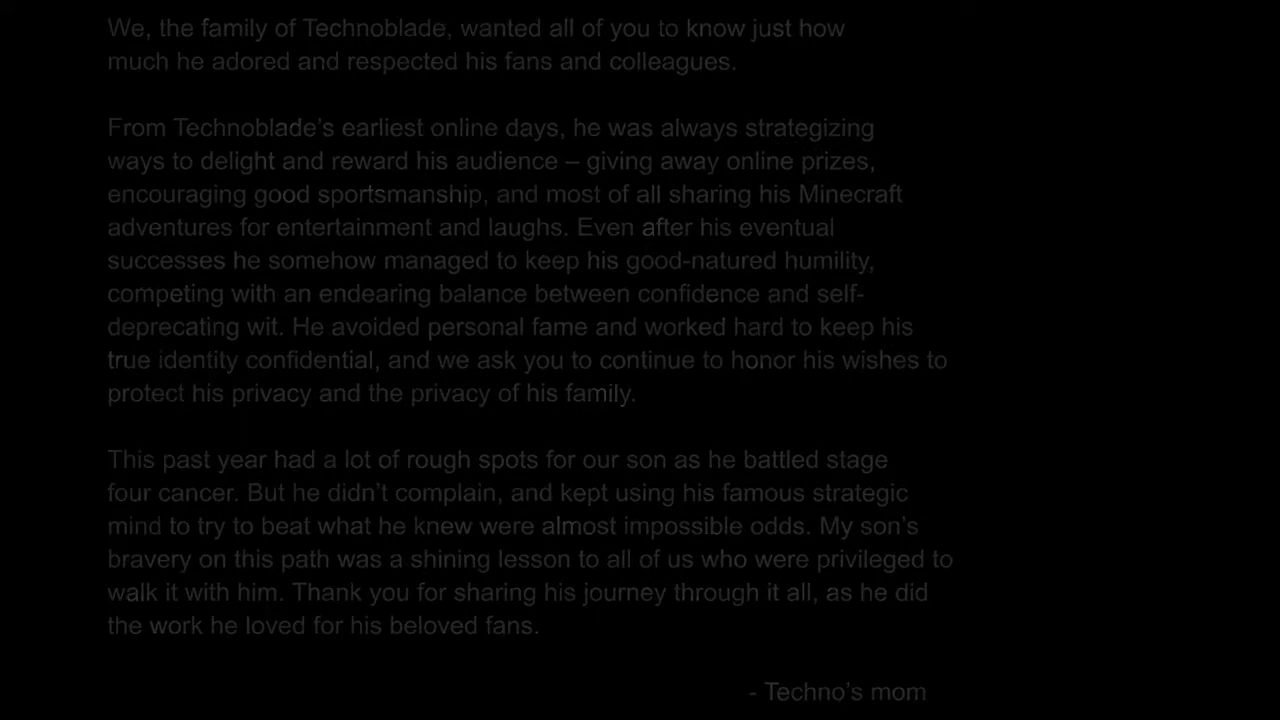 We, the family of Technoblade, wanted all of you to know just how
much he adored and respected his fans and colleagues.
From Technoblade’s earliest online days, he was always strategizing
ways to delight and reward his audience – giving away online prizes,
encouraging good sportsmanship, and most of all sharing his Minecraft
adventures for entertainment and laughs. Even after his eventual
successes he somehow managed to keep his good-natured humility,
competing with an endearing balance between confidence and self-
deprecating wit. He avoided personal fame and worked hard to keep his
true identity confidential, and we ask you to continue to honor his wishes to
protect his privacy and the privacy of his family.
This past year had a lot of rough spots for our son as he battled stage
four cancer. But he didn’t complain, and kept using his famous strategic
mind to try to beat what he knew were almost impossible odds. My son’s
bravery on this path was a shining lesson to all of us who were privileged to
walk it with him. Thank you for sharing his journey through it all, as he did
the work he loved for his beloved fans.
- Techno’s mom